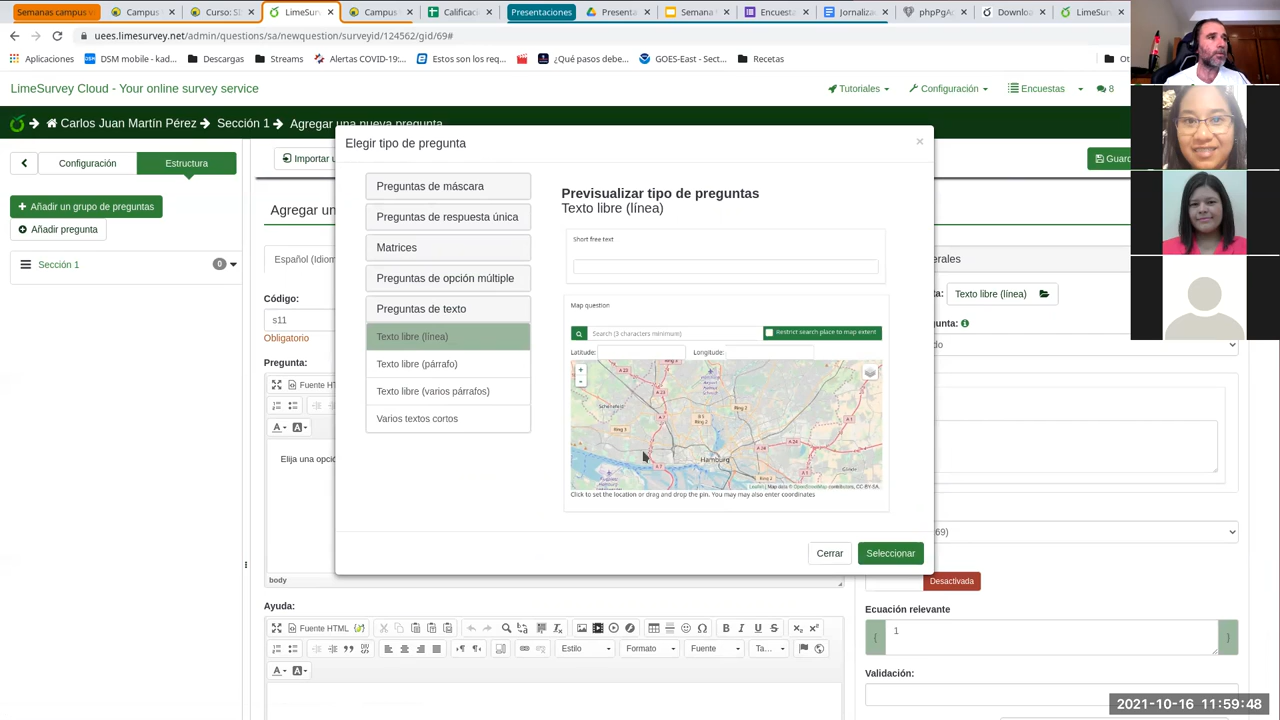 Semanas campus v
Campus
Curso: SE
LimeSurv
Campus
Calificaci
Presentaciones
Presenta
Semana
Encuesta
Jornaliza
phpPgA
Downloa
LimeSurv
uees.limesurvey.net/admin/questions/sa/newquestion/surveyid/124562/gid/69#
Aplicaciones
DSM mobile - kad...
Descargas
Streams
Alertas COVID-19:...
Estos son los req...
¿Qué pasos debe...
GOES-East - Sect...
Recetas
Ot
LimeSurvey Cloud - Your online survey service
Tutoriales
Configuración
Encuestas
8
Carlos Juan Martín Pérez
Sección 1
Agregar una nueva pregunta
Elegir tipo de pregunta
×
Configuración
Estructura
Importar u
Guard
Añadir un grupo de preguntas
Añadir pregunta
Sección 1
0
Agregar un
Español (Idiom
Código:
s11
Obligatorio
Pregunta:
Fuente HT
Elija una opció
body
Preguntas de máscara
Preguntas de respuesta única
Matrices
Preguntas de opción múltiple
Preguntas de texto
Texto libre (línea)
Texto libre (párrafo)
Texto libre (varios párrafos)
Varios textos cortos
Previsualizar tipo de preguntas
Texto libre (línea)
Short free text
Map question
Search (3 characters minimum)
Restrict search place to map extent
Latitude:
Longitude:
Hamburg
Click to set the location or drag and drop the pin. You may may also enter coordinates
Cerrar
Seleccionar
erales
ta:
Texto libre (línea)
gunta:
do
69)
Desactivada
Ayuda:
Fuente HTML
Estilo
Formato
Fuente
Ta...
Ecuación relevante
{
1
}
Validación:
2021-10-16 11:59:48